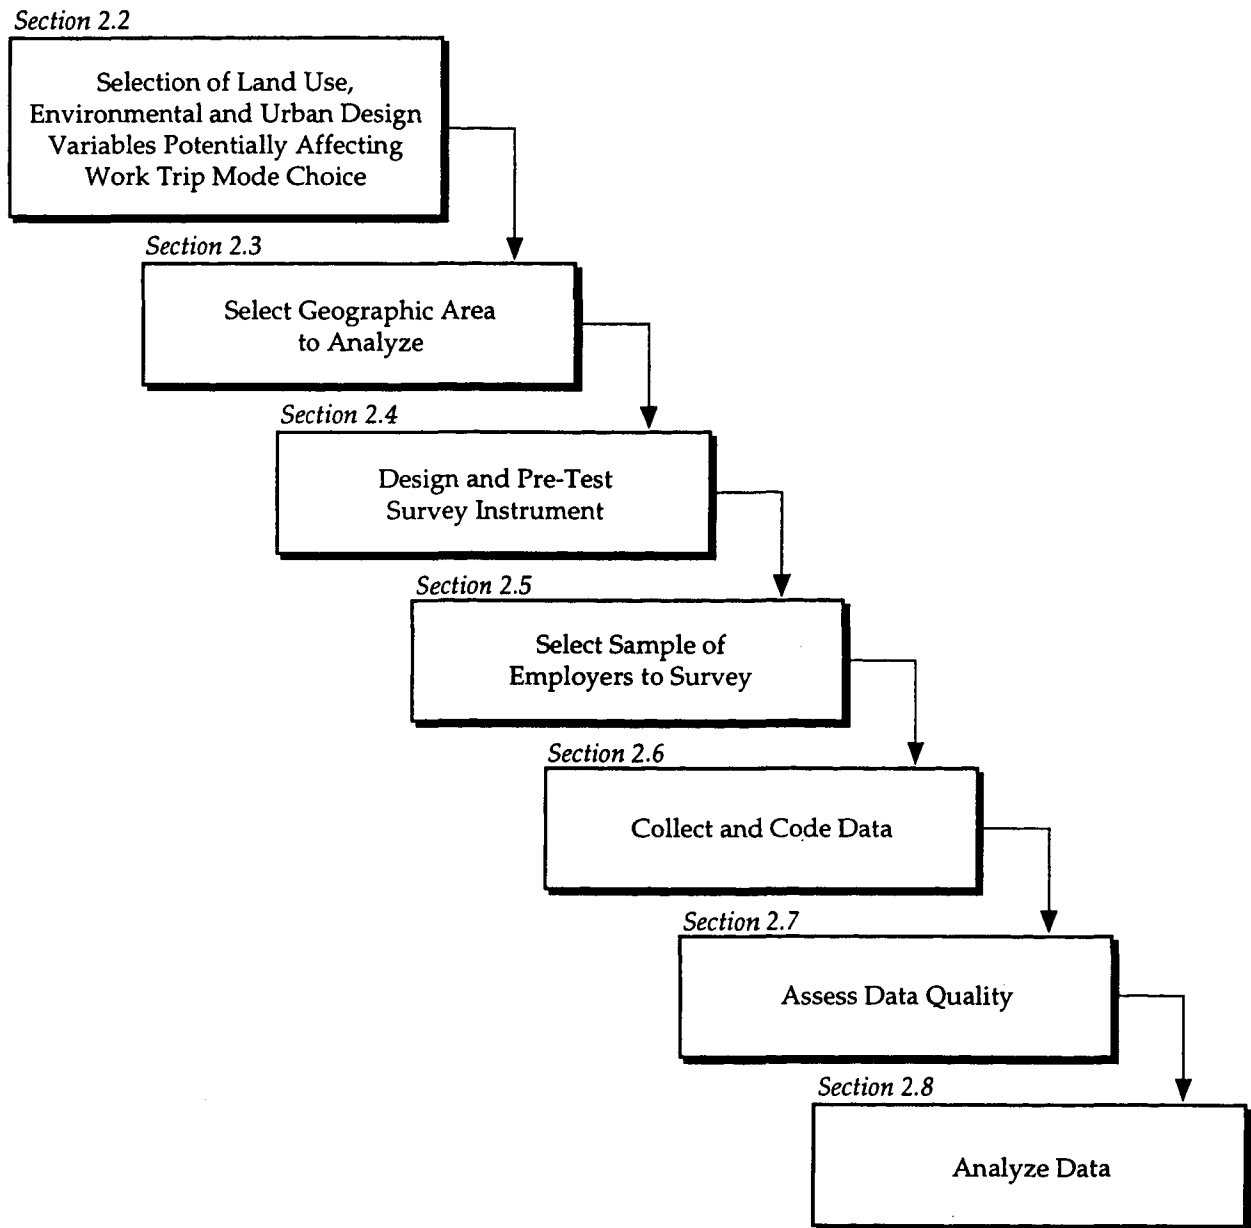 Section 2.2
Selection of Land Use,
Environmental and Urban Design
Variables Potentially Affecting
Work Trip Mode Choice
Section 2.3
Select Geographic Area
to Analyze
Section 2.4
Design and Pre-Test
Survey Instrument
Section 2.5
Select Sample of
Employers to Survey
Section 2.6
Collect and Code Data
Section 2.7
Assess Data Quality
Section 2.8
Analyze Data